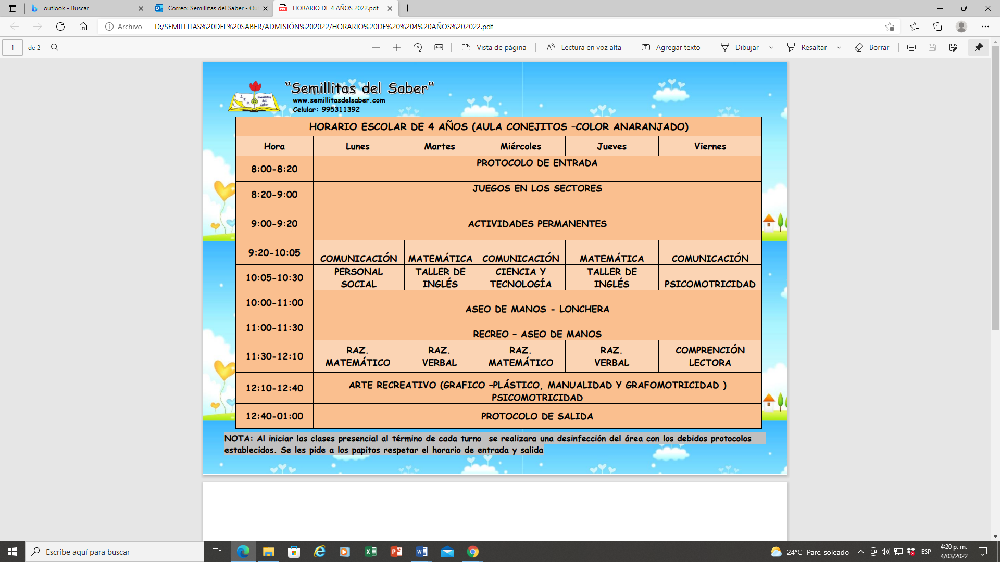 outlook - Buscar
Correo: Semillitas del Saber - Ou
HORARIO DE 4 AÑOS 2022.pdf
Archivo
D:/SEMILLITAS%20DEL%20SABER/ADMISIÓN%202022/HORARIO%20DE%20%204%20AÑOS%202022.pdf
1 de 2
Vista de página
Lectura en voz alta
Agregar texto
Dibujar
Resaltar
Borrar
I. E. P. Semillitas del Saber
"Semillitas del Saber"
www.semillitasdelsaber.com
Celular: 995311392
HORARIO ESCOLAR DE 4 AÑOS (AULA CONEJITOS –COLOR ANARANJADO)
Hora Lunes Martes Miércoles Jueves Viernes
8:00-8:20 PROTOCOLO DE ENTRADA
8:20-9:00 JUEGOS EN LOS SECTORES
9:00-9:20 ACTIVIDADES PERMANENTES
9:20-10:05 COMUNICACIÓN MATEMÁTICA COMUNICACIÓN MATEMÁTICA COMUNICACIÓN
10:05-10:30 PERSONAL SOCIAL TALLER DE INGLÉS CIENCIA Y TECNOLOGÍA TALLER DE INGLÉS PSICOMOTRICIDAD
10:00-11:00 ASEO DE MANOS - LONCHERA
11:00-11:30 RECREO – ASEO DE MANOS
11:30-12:10 RAZ. MATEMÁTICO RAZ. VERBAL RAZ. MATEMÁTICO RAZ. VERBAL COMPRENCIÓN LECTORA
12:10-12:40 ARTE RECREATIVO (GRAFICO –PLÁSTICO, MANUALIDAD Y GRAFOMOTRICIDAD )
PSICOMOTRICIDAD
12:40-01:00 PROTOCOLO DE SALIDA
NOTA: Al iniciar las clases presencial al término de cada turno se realizara una desinfección del área con los debidos protocolos
establecidos. Se les pide a los papitos respetar el horario de entrada y salida
Escribe aquí para buscar
24°C Parc. soleado
ESP
4:20 p. m.
4/03/2022